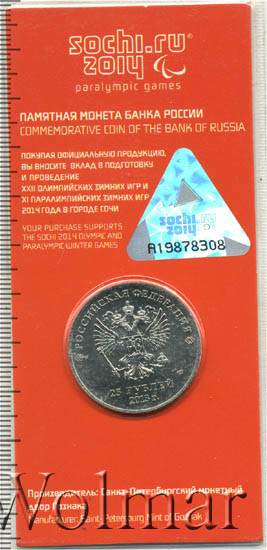 sochi.ru
2014
paralympic games
ПАМЯТНАЯ МОНЕТА БАНКА РОССИИ
COMMEMORATIVE COIN OF THE BANK OF RUSSIA
ПОКУПАЯ ОФИЦИАЛЬНУЮ ПРОДУКЦИЮ,
ВЫ ВНОСИТЕ ВКЛАД В ПОДГОТОВКУ
И ПРОВЕДЕНИЕ
XXII ОЛИМПИЙСКИХ ЗИМНИХ ИГР И
XI ПАРАЛИМПИЙСКИХ ЗИМНИХ ИГР
2014 ГОДА В ГОРОДЕ СОЧИ
YOUR PURCHASE SUPPORTS
THE SOCHI 2014 OLYMPIC AND
PARALYMPIC WINTER GAMES
sochi.ru
2014
A19878308
РОССИЙСКАЯ ФЕДЕРАЦИЯ
25 РУБЛЕЙ
2013 г.
Производитель: Санкт-Петербургский монетный
двор Гознака
Manufacturer: Saint-Petersburg Mint of Goznak
Wolmar